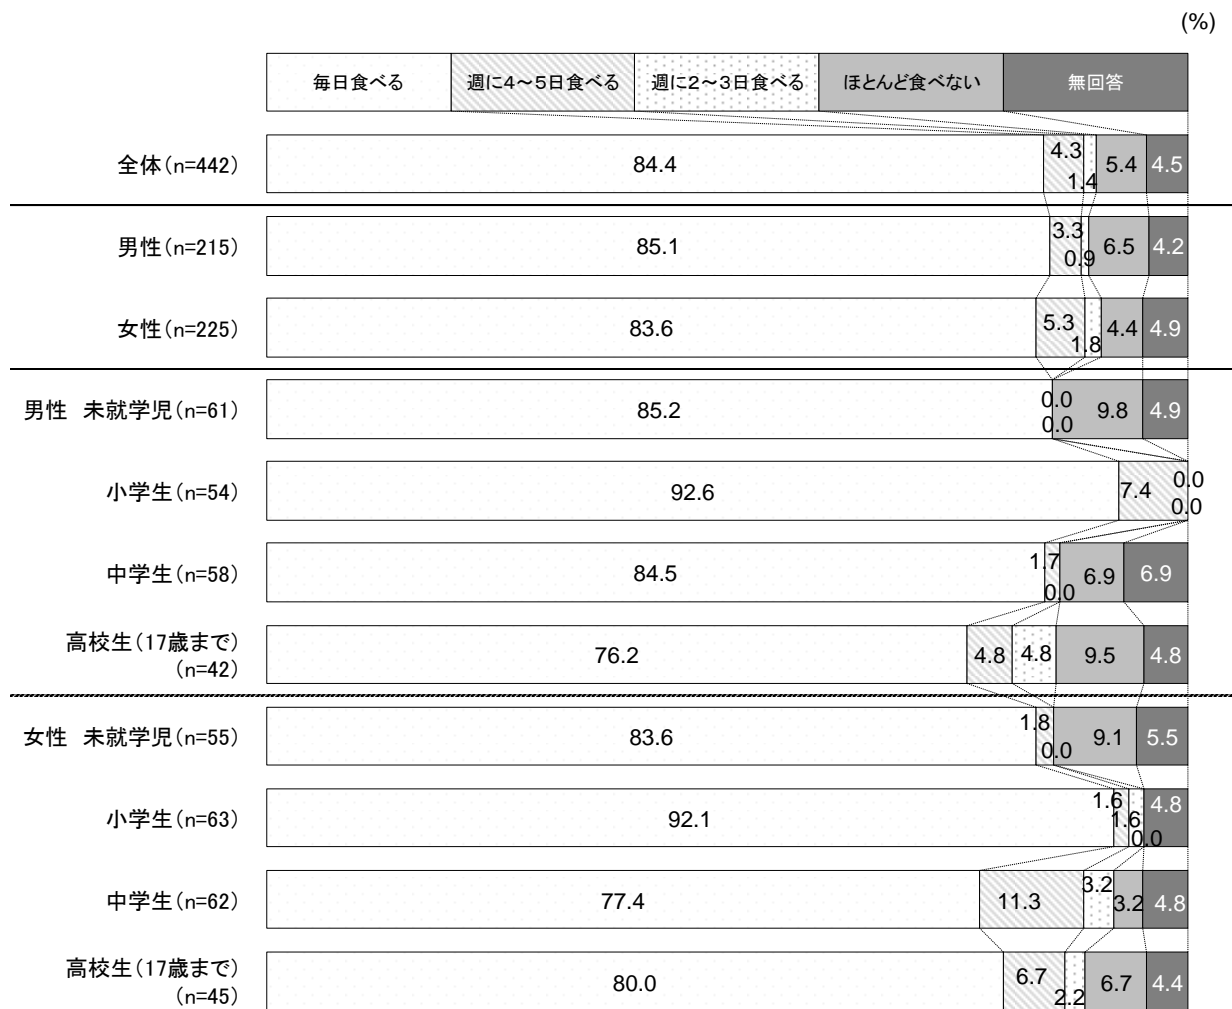 (%)
毎日食べる 週に4～5日食べる 週に2～3日食べる ほとんど食べない 無回答
全体(n=442) 84.4 4.3 1.4 5.4 4.5
男性(n=215) 85.1 3.3 0.9 6.5 4.2
女性(n=225) 83.6 5.3 1.8 4.4 4.9
男性 未就学児(n=61) 85.2 0.0 0.0 9.8 4.9
小学生(n=54) 92.6 7.4 0.0 0.0
中学生(n=58) 84.5 1.7 0.0 6.9 6.9
高校生(17歳まで)
(n=42) 76.2 4.8 4.8 9.5 4.8
女性 未就学児(n=55) 83.6 1.8 0.0 9.1 5.5
小学生(n=63) 92.1 1.6 1.6 0.0 4.8
中学生(n=62) 77.4 11.3 3.2 3.2 4.8
高校生(17歳まで)
(n=45) 80.0 6.7 2.2 6.7 4.4